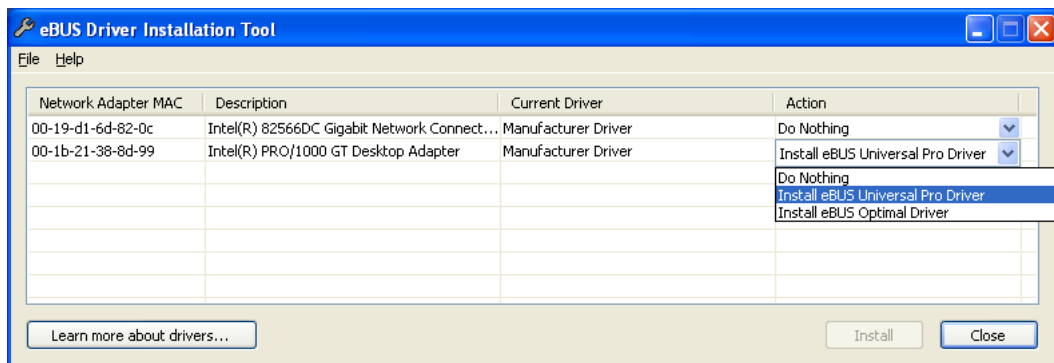 eBUS Driver Installation Tool
File Help
Network Adapter MAC Description Current Driver Action
00-19-d1-6d-82-0c Intel(R) 82566DC Gigabit Network Connect... Manufacturer Driver Do Nothing
00-1b-21-38-8d-99 Intel(R) PRO/1000 GT Desktop Adapter Manufacturer Driver Install eBUS Universal Pro Driver
Do Nothing
Install eBUS Universal Pro Driver
Install eBUS Optimal Driver
Learn more about drivers... Install Close